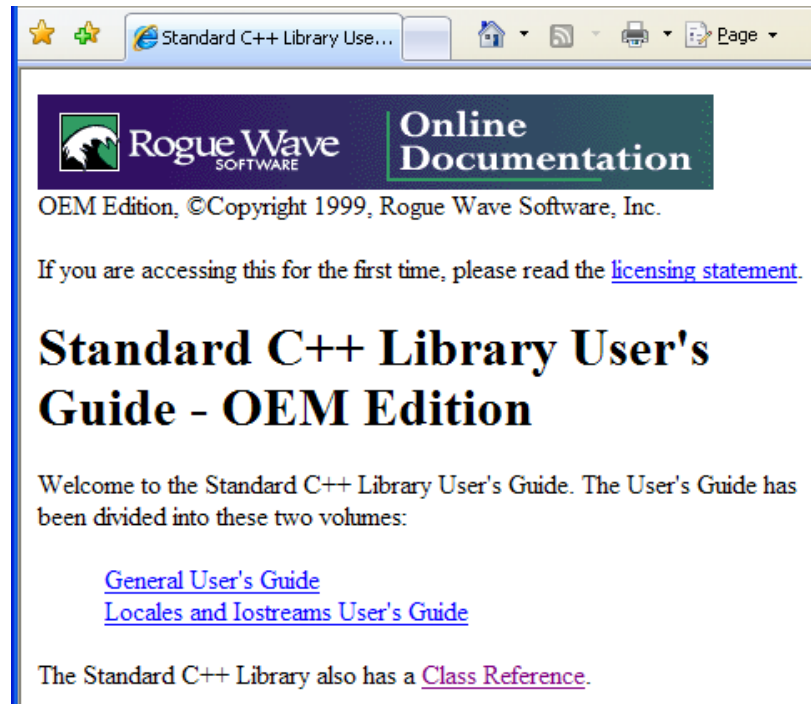 Standard C++ Library Use...
Page
Rogue Wave
SOFTWARE
Online
Documentation
OEM Edition, ©Copyright 1999, Rogue Wave Software, Inc.
If you are accessing this for the first time, please read the licensing statement.
Standard C++ Library User's
Guide - OEM Edition
Welcome to the Standard C++ Library User's Guide. The User's Guide has
been divided into these two volumes:
General User's Guide
Locales and Iostreams User's Guide
The Standard C++ Library also has a Class Reference.